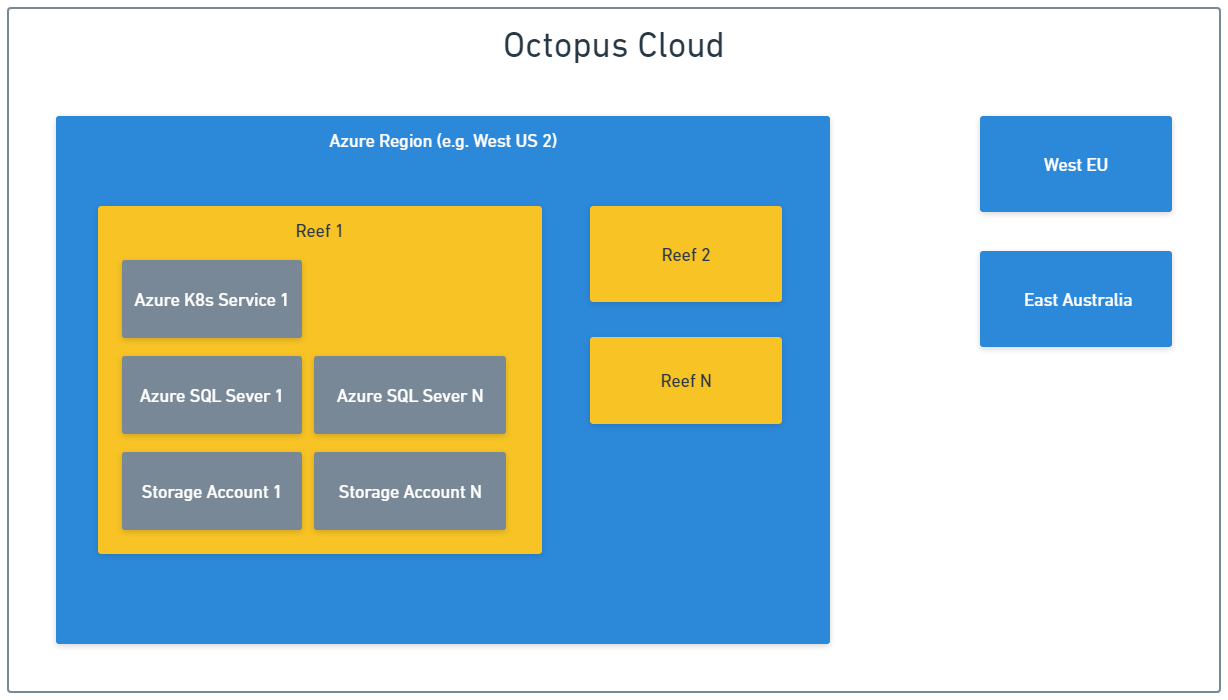 Octopus Cloud
Azure Region (e.g. West US 2)
Reef 1
Azure K8s Service 1
Azure SQL Sever 1
Azure SQL Sever N
Storage Account 1
Storage Account N
Reef 2
Reef N
West EU
East Australia